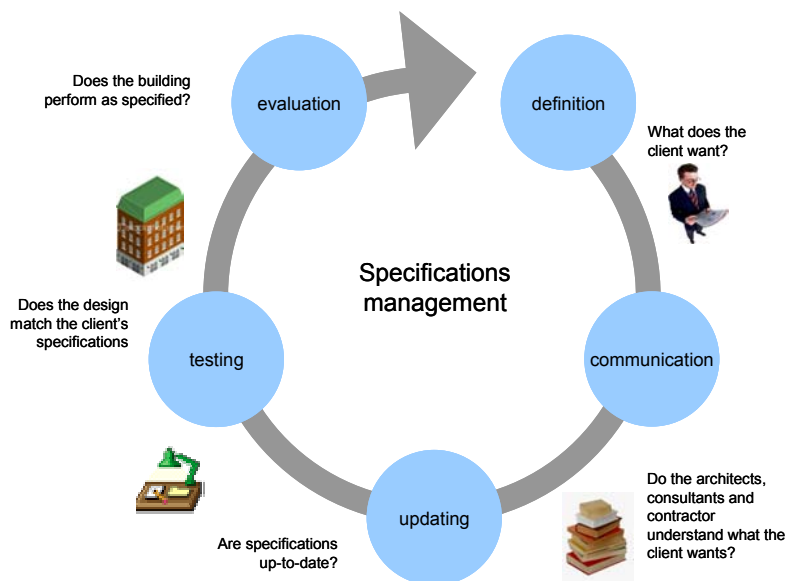 Does the building
perform as specified?
evaluation
definition
What does the
client want?
Specifications
management
Does the design
match the client's
specifications
testing
communication
Do the architects,
consultants and
contractor
understand what the
client wants?
updating
Are specifications
up-to-date?